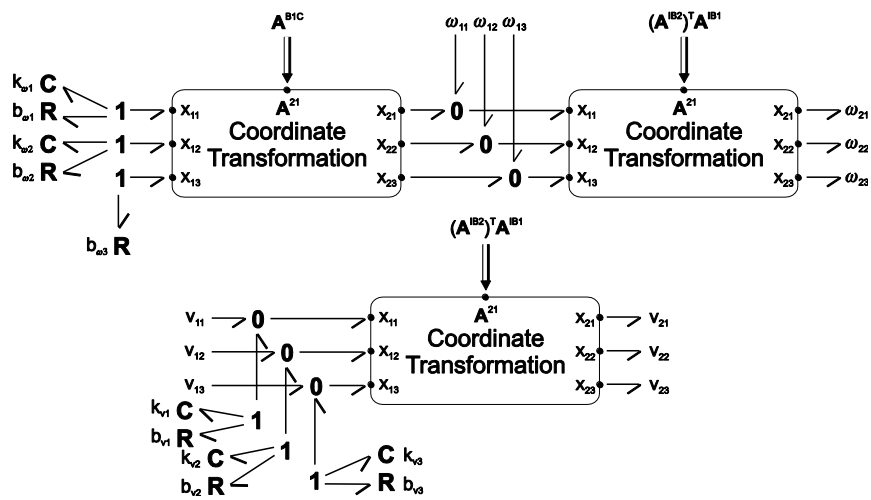 A^B1C ω11 ω12 ω13 (A^IB2)^T A^IB1
kω1 C
bω1 R 1 x11 A^21 x21 0 x11 A^21 x21 ω21
kω2 C 1 x12 Coordinate x22 0 x12 Coordinate x22 ω22
bω2 R 1 x13 Transformation x23 0 x13 Transformation x23 ω23
bω3 R
(A^IB2)^T A^IB1
v11 0 x11 A^21 x21 v21
v12 0 x12 Coordinate x22 v22
v13 0 x13 Transformation x23 v23
kv1 C 1
bv1 R
kv2 C 1 C kv3
bv2 R 1 R bv3